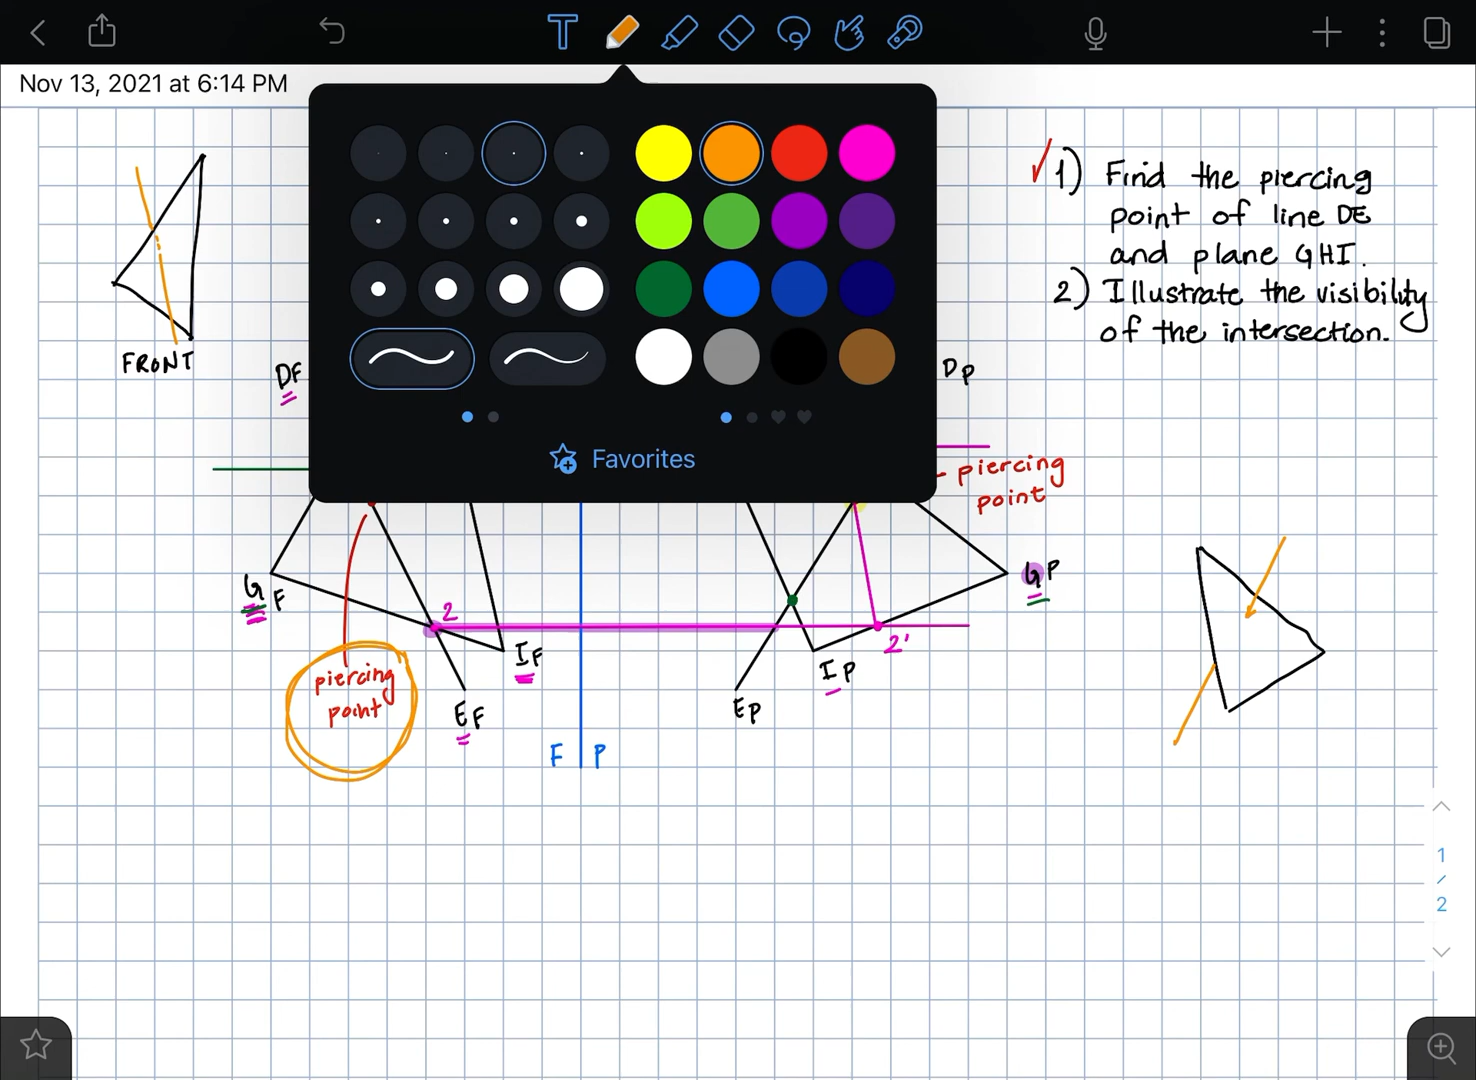 Nov 13, 2021 at 6:14 PM
1) Find the piercing
point of line DE
and plane GHI.
2) Illustrate the visibility
of the intersection.
FRONT
DF
DP
Favorites
piercing
point
GF
GP
2
2'
IF
IP
piercing
point
EF
EP
F P
1
/
2